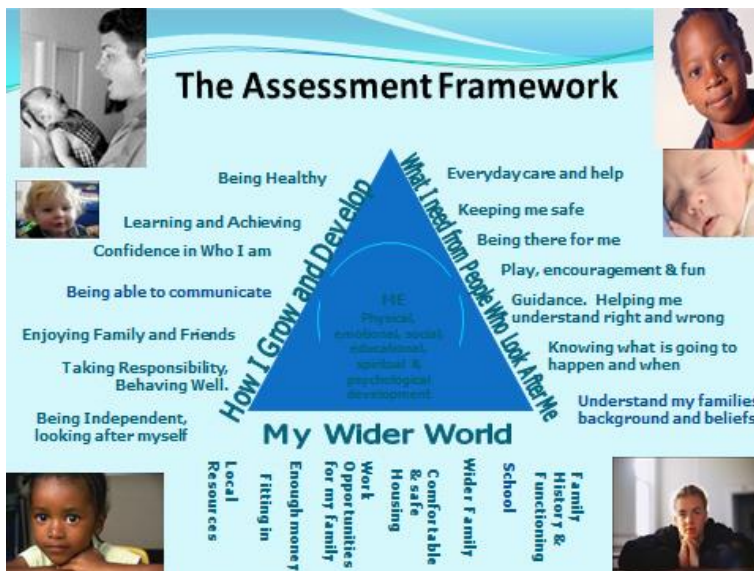 The Assessment Framework
Being Healthy
Learning and Achieving
Confidence in Who I am
Being able to communicate
Enjoying Family and Friends
Taking Responsibility,
Behaving Well.
Being Independent,
looking after myself
How I Grow and Develop
What I need from People Who Look After Me
Everyday care and help
Keeping me safe
Being there for me
Play, encouragement & fun
Guidance. Helping me
understand right and wrong
Knowing what is going to
happen and when
Understand my families
background and beliefs
ME
Physical,
emotional, social,
educational,
spiritual &
psychological
development
My Wider World
Local
Resources
Fitting in
Enough money
for my family
Work
Opportunities
Comfortable
& safe
Housing
Wider Family
School
Family
History &
Functioning